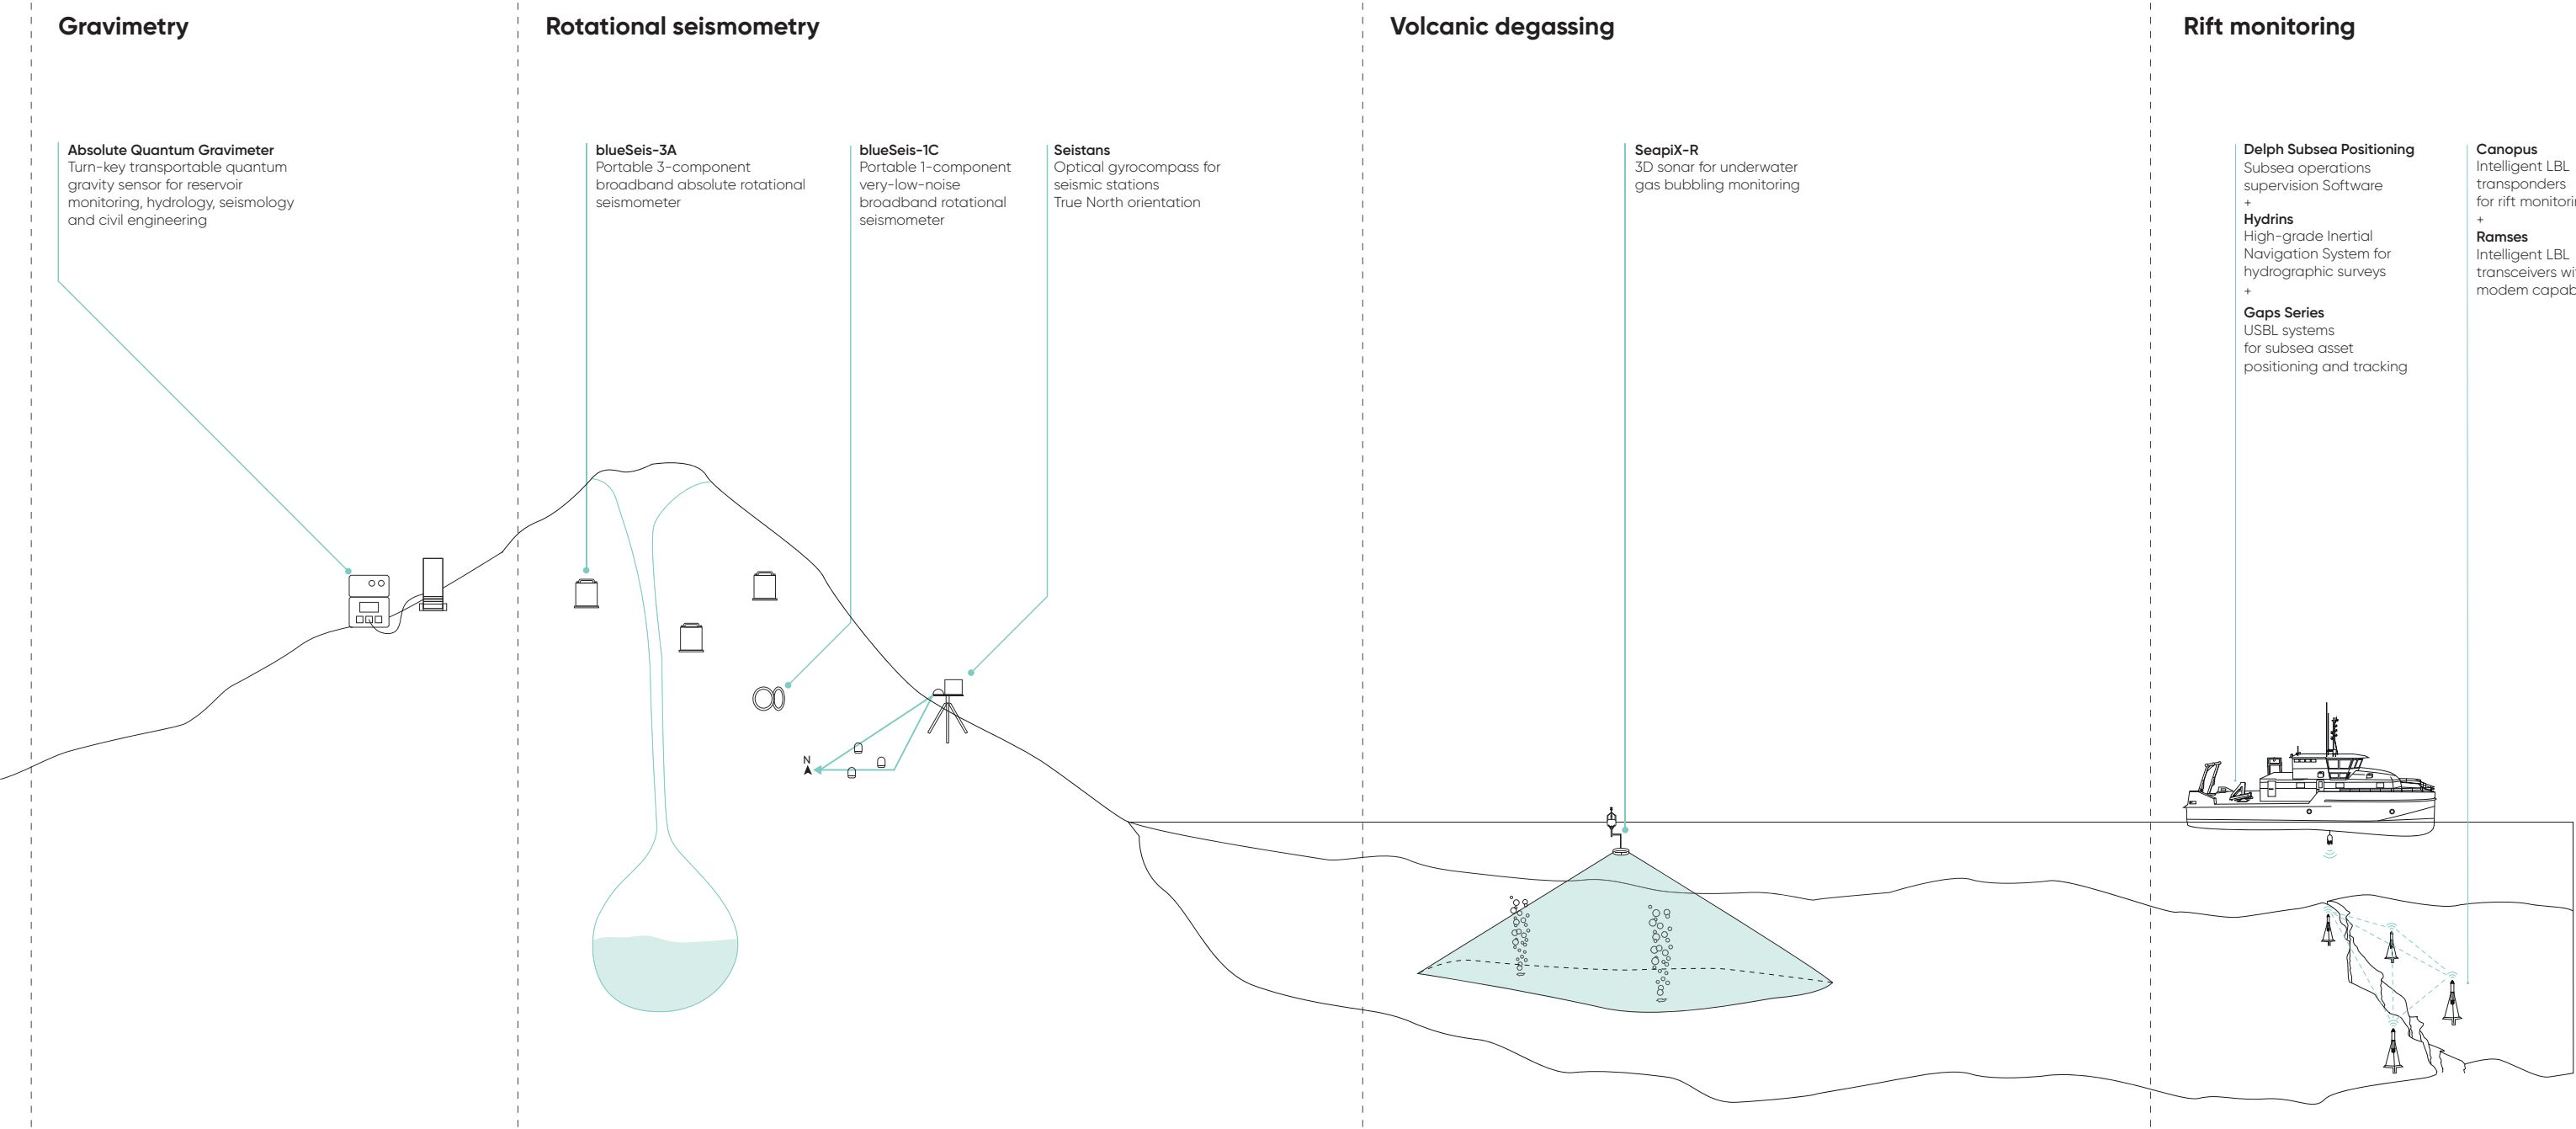 Gravimetry
Absolute Quantum Gravimeter
Turn-key transportable quantum
gravity sensor for reservoir
monitoring, hydrology, seismology
and civil engineering
Rotational seismometry
blueSeis-3A
Portable 3-component
broadband absolute rotational
seismometer
blueSeis-1C
Portable 1-component
very-low-noise
broadband rotational
seismometer
Seistans
Optical gyrocompass for
seismic stations
True North orientation
N
Volcanic degassing
SeapiX-R
3D sonar for underwater
gas bubbling monitoring
Rift monitoring
Delph Subsea Positioning
Subsea operations
supervision Software
+
Hydrins
High-grade Inertial
Navigation System for
hydrographic surveys
+
Gaps Series
USBL systems
for subsea asset
positioning and tracking
Canopus
Intelligent LBL
transponders
for rift
+
Ramses
Intelligent LBL
transceivers
modem